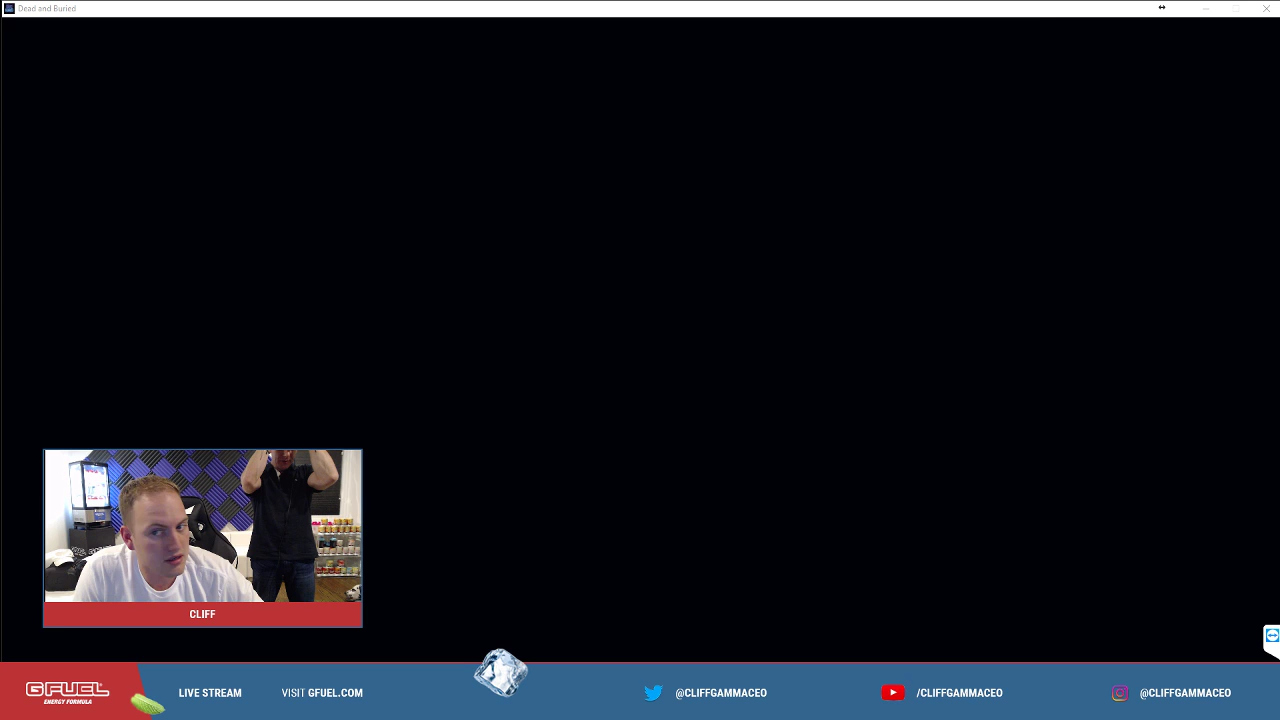 Dead and Buried
CLIFF
GFUEL
ENERGY FORMULA
LIVE STREAM
VISIT GFUEL.COM
@CLIFFGAMMACEO
/CLIFFGAMMACEO
@CLIFFGAMMACEO